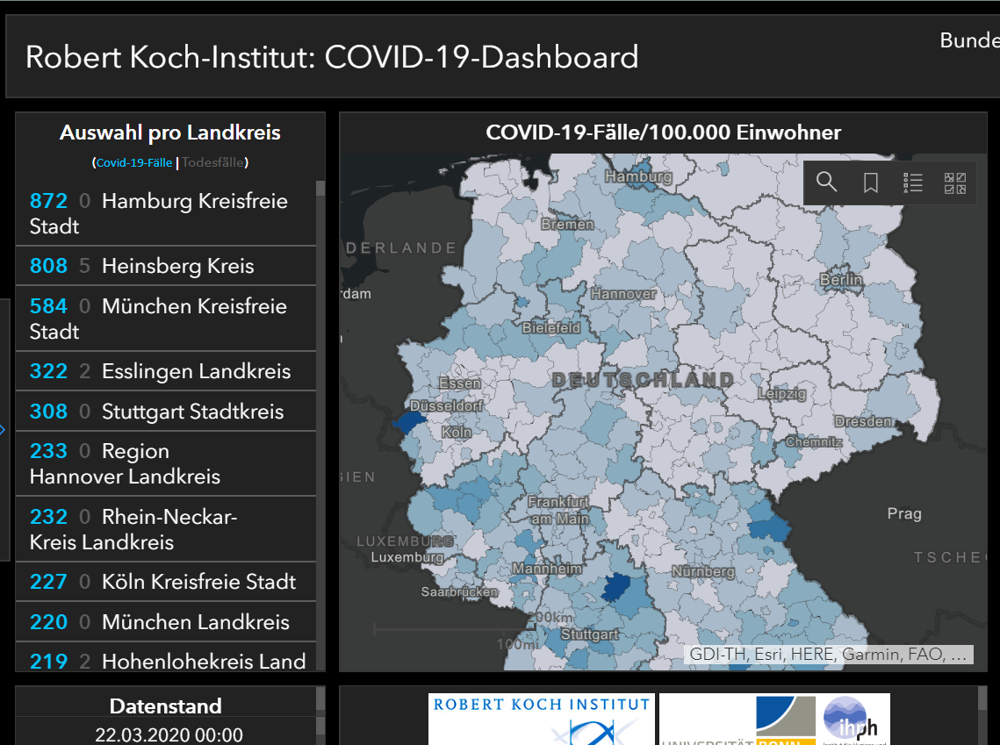 Robert Koch-Institut: COVID-19-Dashboard
Auswahl pro Landkreis
(Covid-19-Fälle | Todesfälle)
872 0 Hamburg Kreisfreie
Stadt
808 5 Heinsberg Kreis
584 0 München Kreisfreie
Stadt
322 2 Esslingen Landkreis
308 0 Stuttgart Stadtkreis
233 0 Region
Hannover Landkreis
232 0 Rhein-Neckar-
Kreis Landkreis
227 0 Köln Kreisfreie Stadt
220 0 München Landkreis
219 2 Hohenlohekreis Land
Datenstand
22.03.2020 00:00
COVID-19-Fälle/100.000 Einwohner
Hamburg
Bremen
DERLANDE
Berlin
dam
Hannover
Bielefeld
Essen
DEUTSCHLAND
Leipzig
Düsseldorf
Dresden
Köln
Chemnitz
IEN
Frankfurt
am Main
Prag
LUXEMBURG
Luxemburg
TSCHE
Mannheim
Nürnberg
Saarbrücken
200km
Stuttgart
100mi
GDI-TH, Esri, HERE, Garmin, FAO, ...
ROBERT KOCH INSTITUT
UNIVERSITÄT BONN
ihph